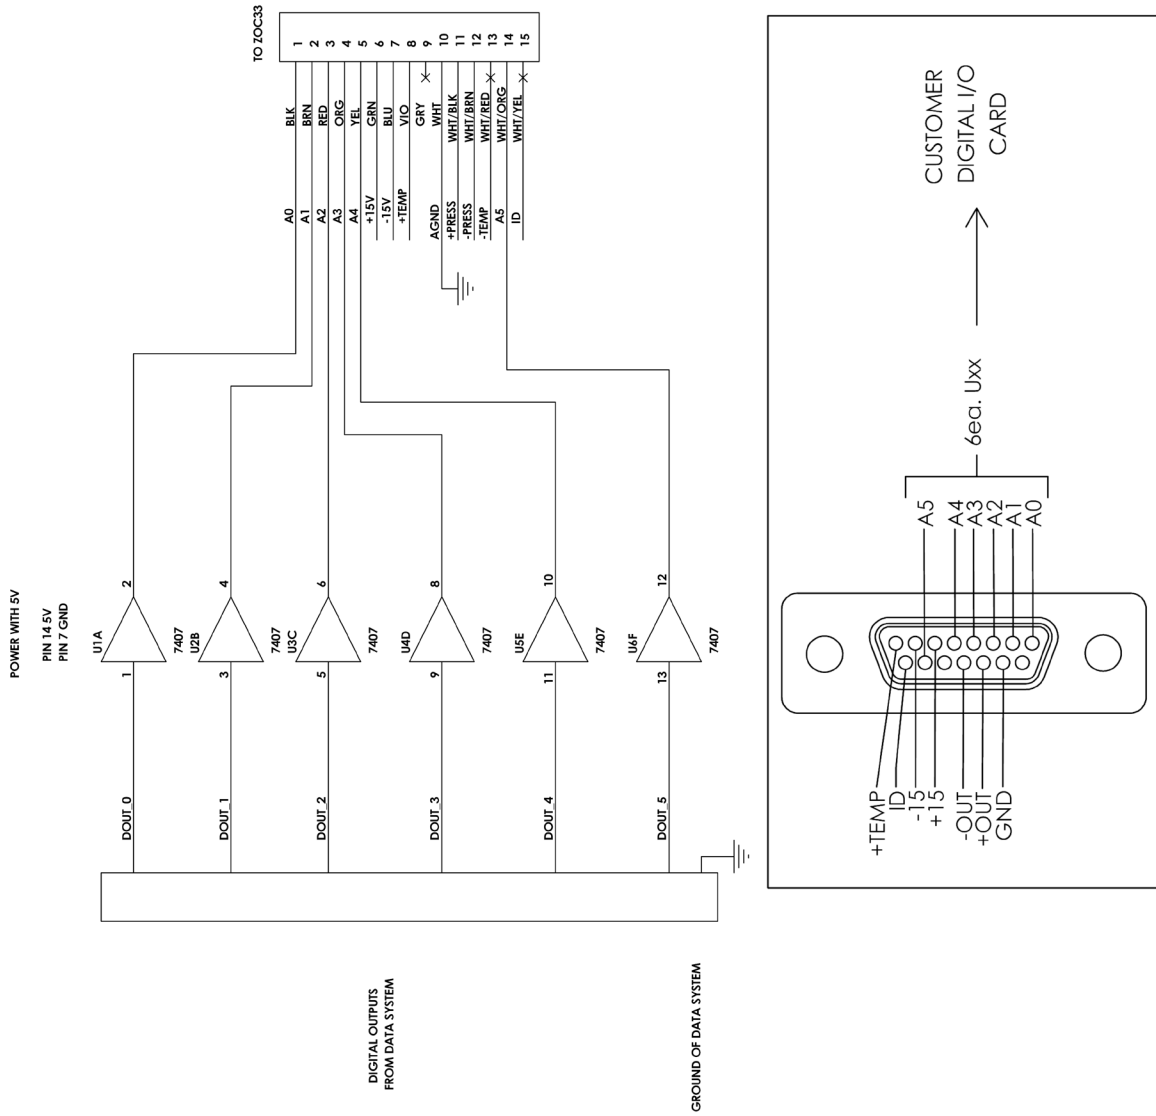 TO ZOC33
1
2
3
4
5
6
7
8
9
10
11
12
13
14
15
BLK
BRN
RED
ORG
YEL
GRN
BLU
VIO
GRY
WHT
WHT/BLK
WHT/BRN
WHT/RED
WHT/ORG
WHT/YEL
A0
A1
A2
A3
A4
+15V
-15V
+TEMP
AGND
+PRESS
-PRESS
-TEMP
A5
ID
POWER WITH 5V
PIN 14 5V
PIN 7 GND
2
U1A
7407
1
DOUT_0
4
U2B
7407
3
DOUT_1
6
U3C
7407
5
DOUT_2
8
U4D
7407
9
DOUT_3
10
U5E
7407
11
DOUT_4
12
U6F
7407
13
DOUT_5
DIGITAL OUTPUTS
FROM DATA SYSTEM
GROUND OF DATA SYSTEM
CUSTOMER
DIGITAL I/O
CARD
6ea. Uxx
A5
A4
A3
A2
A1
A0
+TEMP
ID
-15
+15
-OUT
+OUT
GND